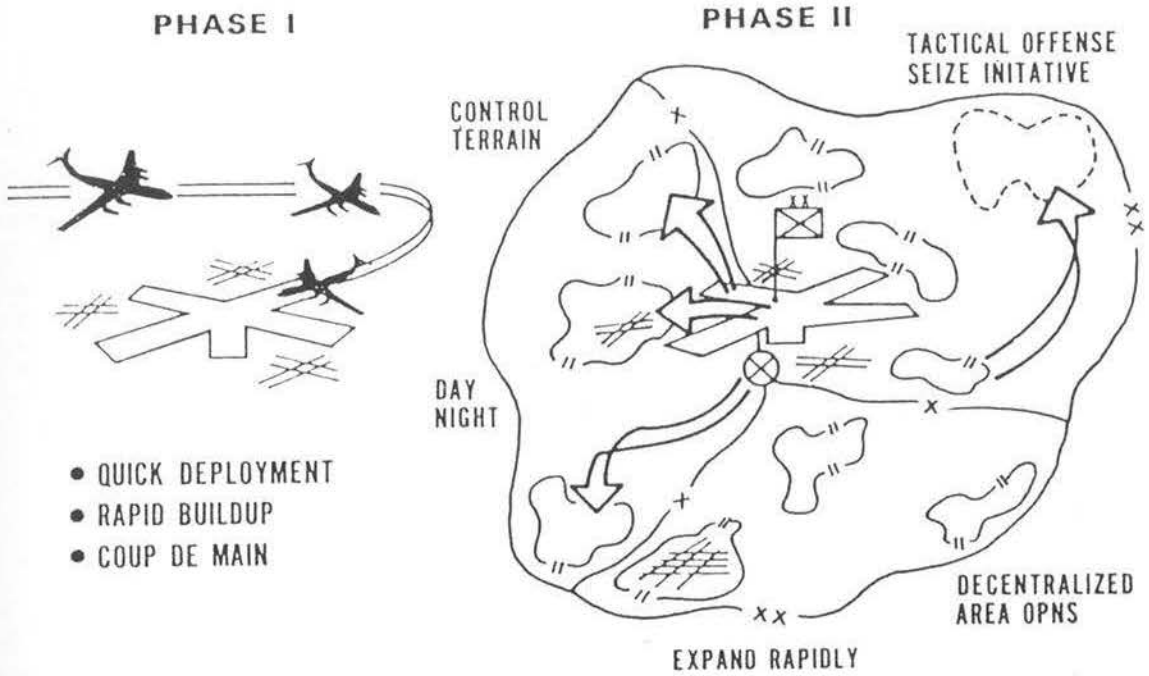 PHASE I
• QUICK DEPLOYMENT
• RAPID BUILDUP
• COUP DE MAIN
PHASE II
TACTICAL OFFENSE
SEIZE INITATIVE
CONTROL
TERRAIN
DAY
NIGHT
DECENTRALIZED
AREA OPNS
EXPAND RAPIDLY